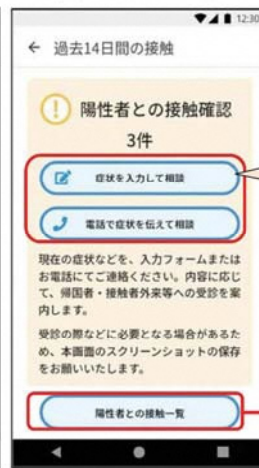 12:30
← 過去14日間の接触
陽性者との接触確認
3件
症状を入力して相談
電話で症状を伝えて相談
現在の症状などを、入力フォームまたは
お電話にてご連絡ください。内容に応じ
て、帰国者・接触者外来等への受診を案
内します。
受診の際などに必要となる場合があるた
め、本画面のスクリーンショットの保存
をお願いいたします。
陽性者との接触一覧